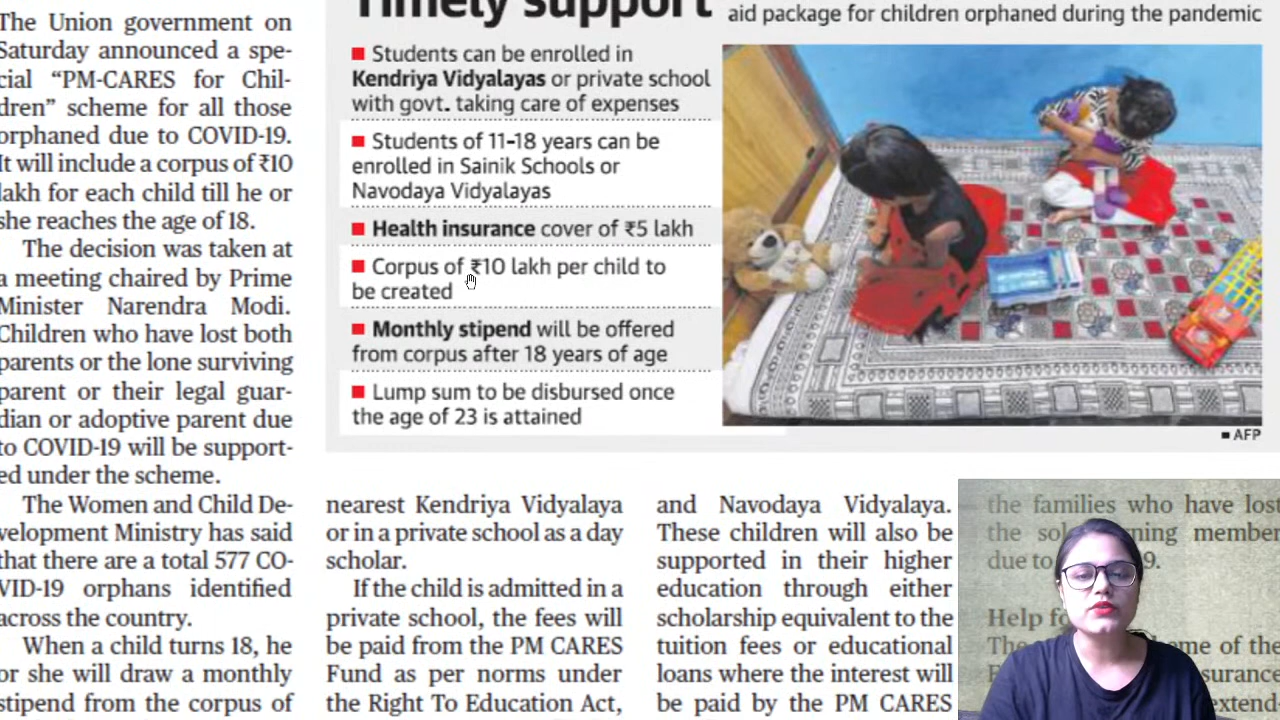 The Union government on
Saturday announced a spe-
cial “PM-CARES for Chil-
dren” scheme for all those
orphaned due to COVID-19.
It will include a corpus of ₹10
lakh for each child till he or
she reaches the age of 18.
The decision was taken at
a meeting chaired by Prime
Minister Narendra Modi.
Children who have lost both
parents or the lone surviving
parent or their legal guar-
dian or adoptive parent due
to COVID-19 will be support-
ed under the scheme.
The Women and Child De-
velopment Ministry has said
that there are a total 577 CO-
VID-19 orphans identified
across the country.
When a child turns 18, he
or she will draw a monthly
stipend from the corpus of
Timely support
aid package for children orphaned during the pandemic
■ Students can be enrolled in
Kendriya Vidyalayas or private school
with govt. taking care of expenses
■ Students of 11-18 years can be
enrolled in Sainik Schools or
Navodaya Vidyalayas
■ Health insurance cover of ₹5 lakh
■ Corpus of ₹10 lakh per child to
be created
■ Monthly stipend will be offered
from corpus after 18 years of age
■ Lump sum to be disbursed once
the age of 23 is attained
■ AFP
nearest Kendriya Vidyalaya
or in a private school as a day
scholar.
If the child is admitted in a
private school, the fees will
be paid from the PM CARES
Fund as per norms under
the Right To Education Act,
and Navodaya Vidyalaya.
These children will also be
supported in their higher
education through either
scholarship equivalent to the
tuition fees or educational
loans where the interest will
be paid by the PM CARES
the families who have lost
the member
due to
Help
The of the